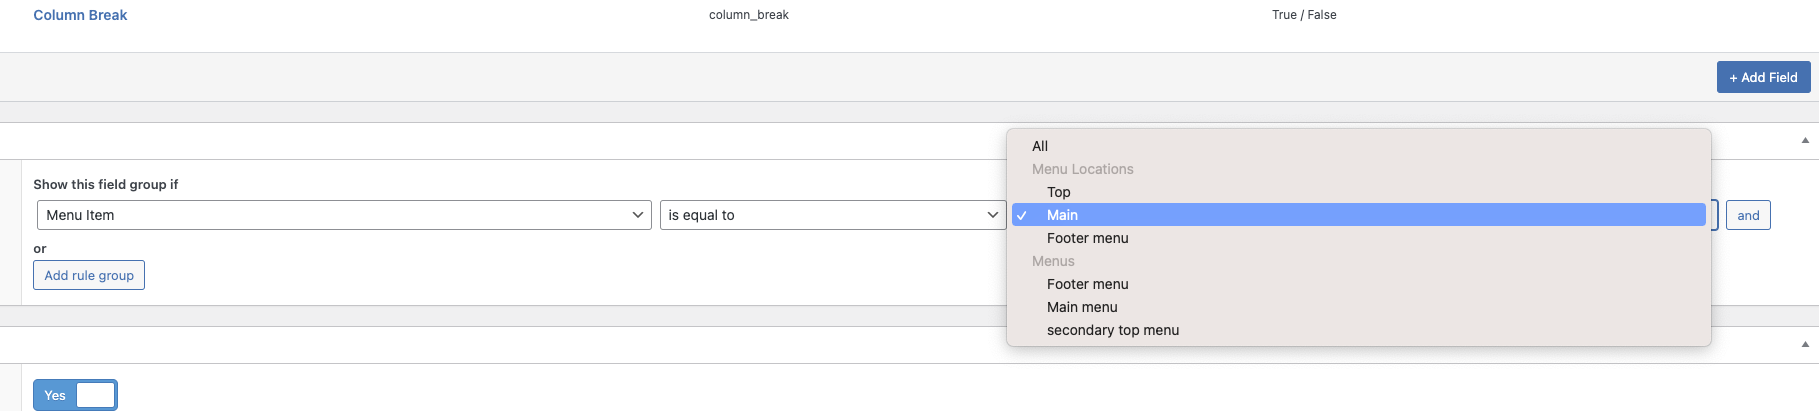 Column Break column_break True / False
+ Add Field
Show this field group if
Menu Item is equal to
and
All
Menu Locations
Top
✓ Main
Footer menu
Menus
Footer menu
Main menu
secondary top menu
or
Add rule group
Yes